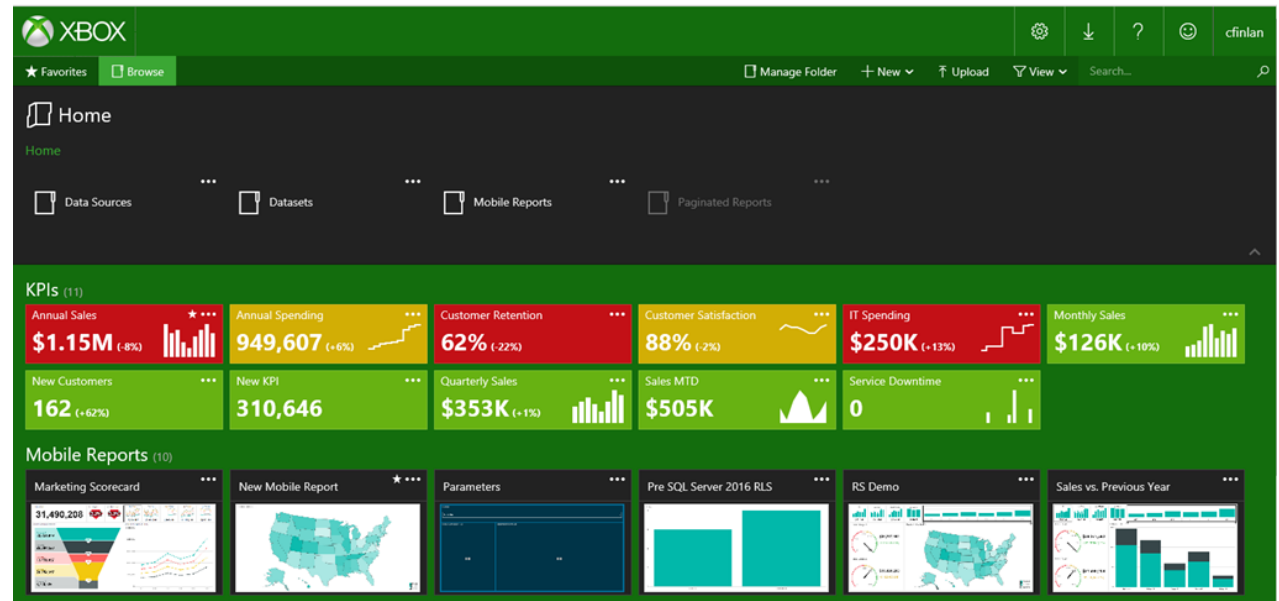 XBOX
cfinlan
Favorites Browse Manage Folder New Upload View Search...
Home
Home
Data Sources Datasets Mobile Reports Paginated Reports
KPIs (11)
Annual Sales Annual Spending Customer Retention Customer Satisfaction IT Spending Monthly Sales
$1.15M (-8%) 949,607 (+6%) 62% (-22%) 88% (-2%) $250K (+13%) $126K (+10%)
New Customers New KPI Quarterly Sales Sales MTD Service Downtime
162 (+62%) 310,646 $353K (+1%) $505K 0
Mobile Reports (10)
Marketing Scorecard New Mobile Report Parameters Pre SQL Server 2016 RLS RS Demo Sales vs. Previous Year
31,490,208